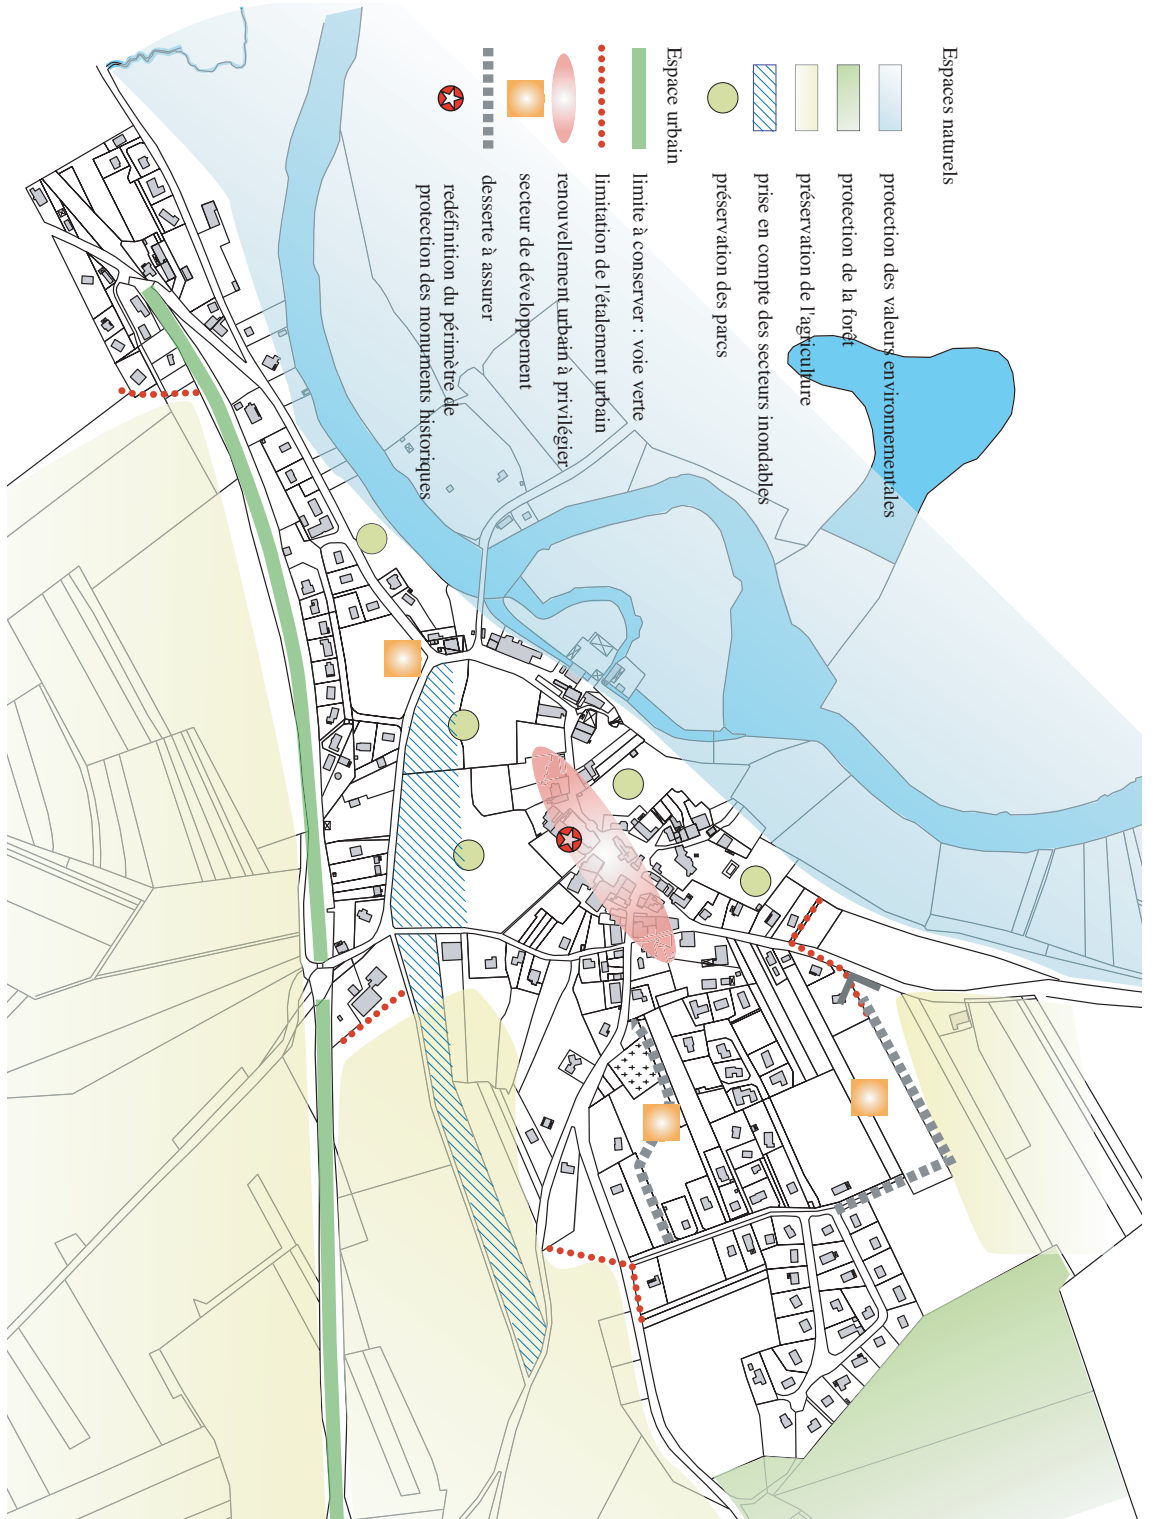 Espaces naturels
protection des valeurs environnementales
protection de la forêt
préservation de l'agriculture
prise en compte des secteurs inondables
préservation des parcs
Espace urbain
limite à conserver : voie verte
limitation de l'étalement urbain
renouvellement urbain à privilégier
secteur de développement
desserte à assurer
redéfinition du périmètre de
protection des monuments historiques